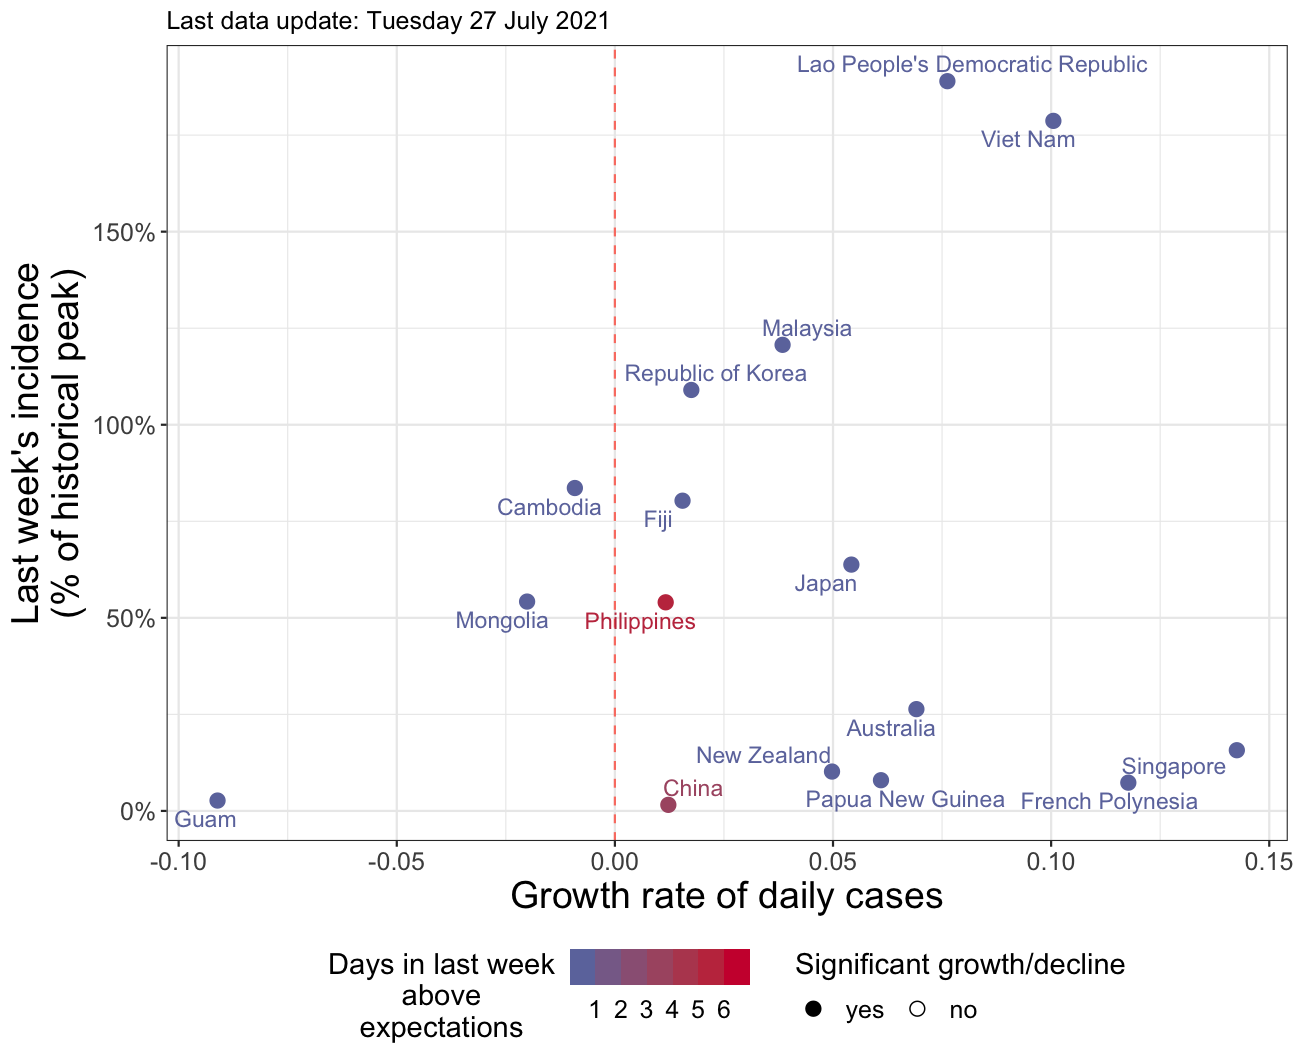 Last data update: Tuesday 27 July 2021
Lao People's Democratic Republic
Viet Nam
150%
Malaysia
Republic of Korea
100%
Cambodia
Fiji
Japan
Mongolia
Philippines
50%
Australia
New Zealand
Singapore
China
Papua New Guinea
French Polynesia
0%
Guam
Last week's incidence
(% of historical peak)
-0.10 -0.05 0.00 0.05 0.10 0.15
Growth rate of daily cases
Days in last week
above
expectations
1 2 3 4 5 6
Significant growth/decline
yes no